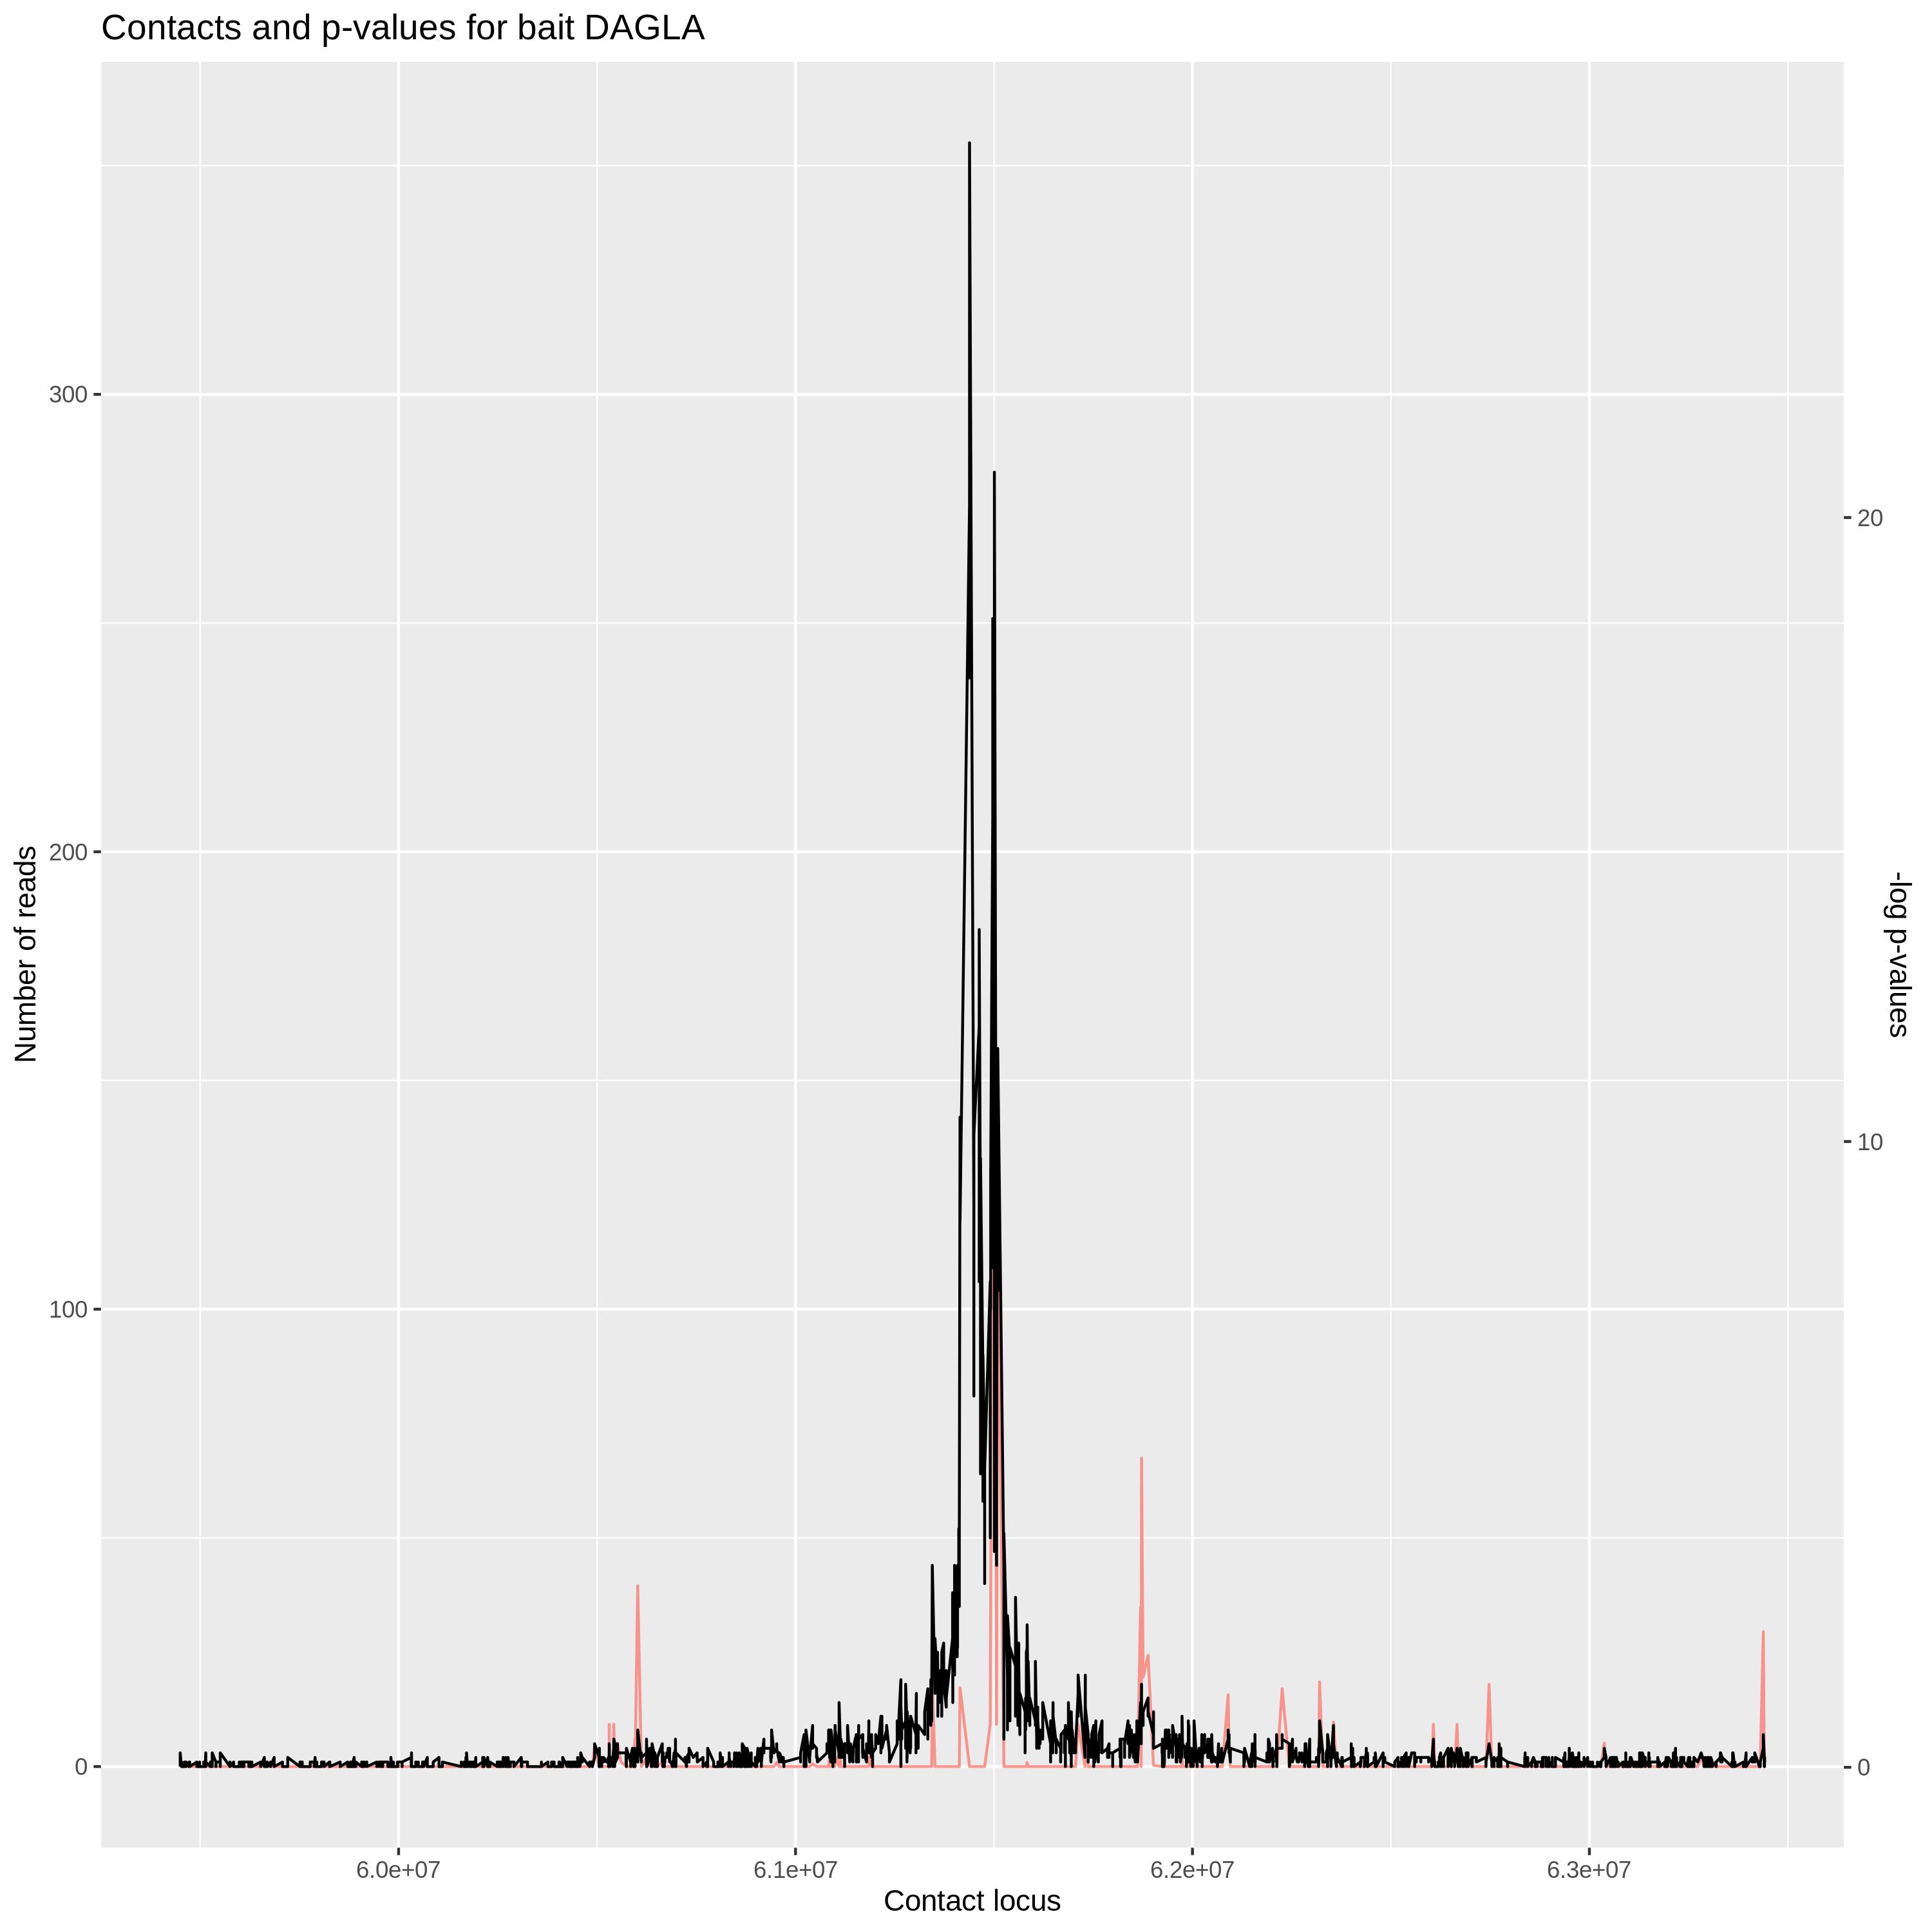 Contacts and p-values for bait DAGLA
300
200
100
0
20
10
0
Number of reads
-log p-values
6.0e+07
6.1e+07
6.2e+07
6.3e+07
Contact locus